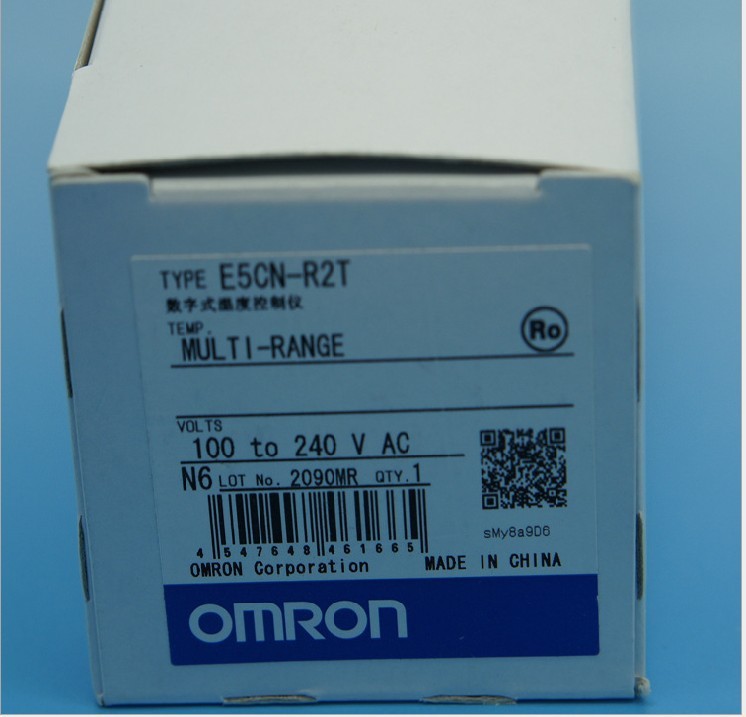 TYPE E5CN-R2T
数字式温度控制仪
TEMP.
MULTI-RANGE
Ro
VOLTS
100 to 240 V AC
N6 LOT No. 2090MR QTY. 1
sMy8a9D6
4 547648 461665
OMRON Corporation MADE IN CHINA
OMRON